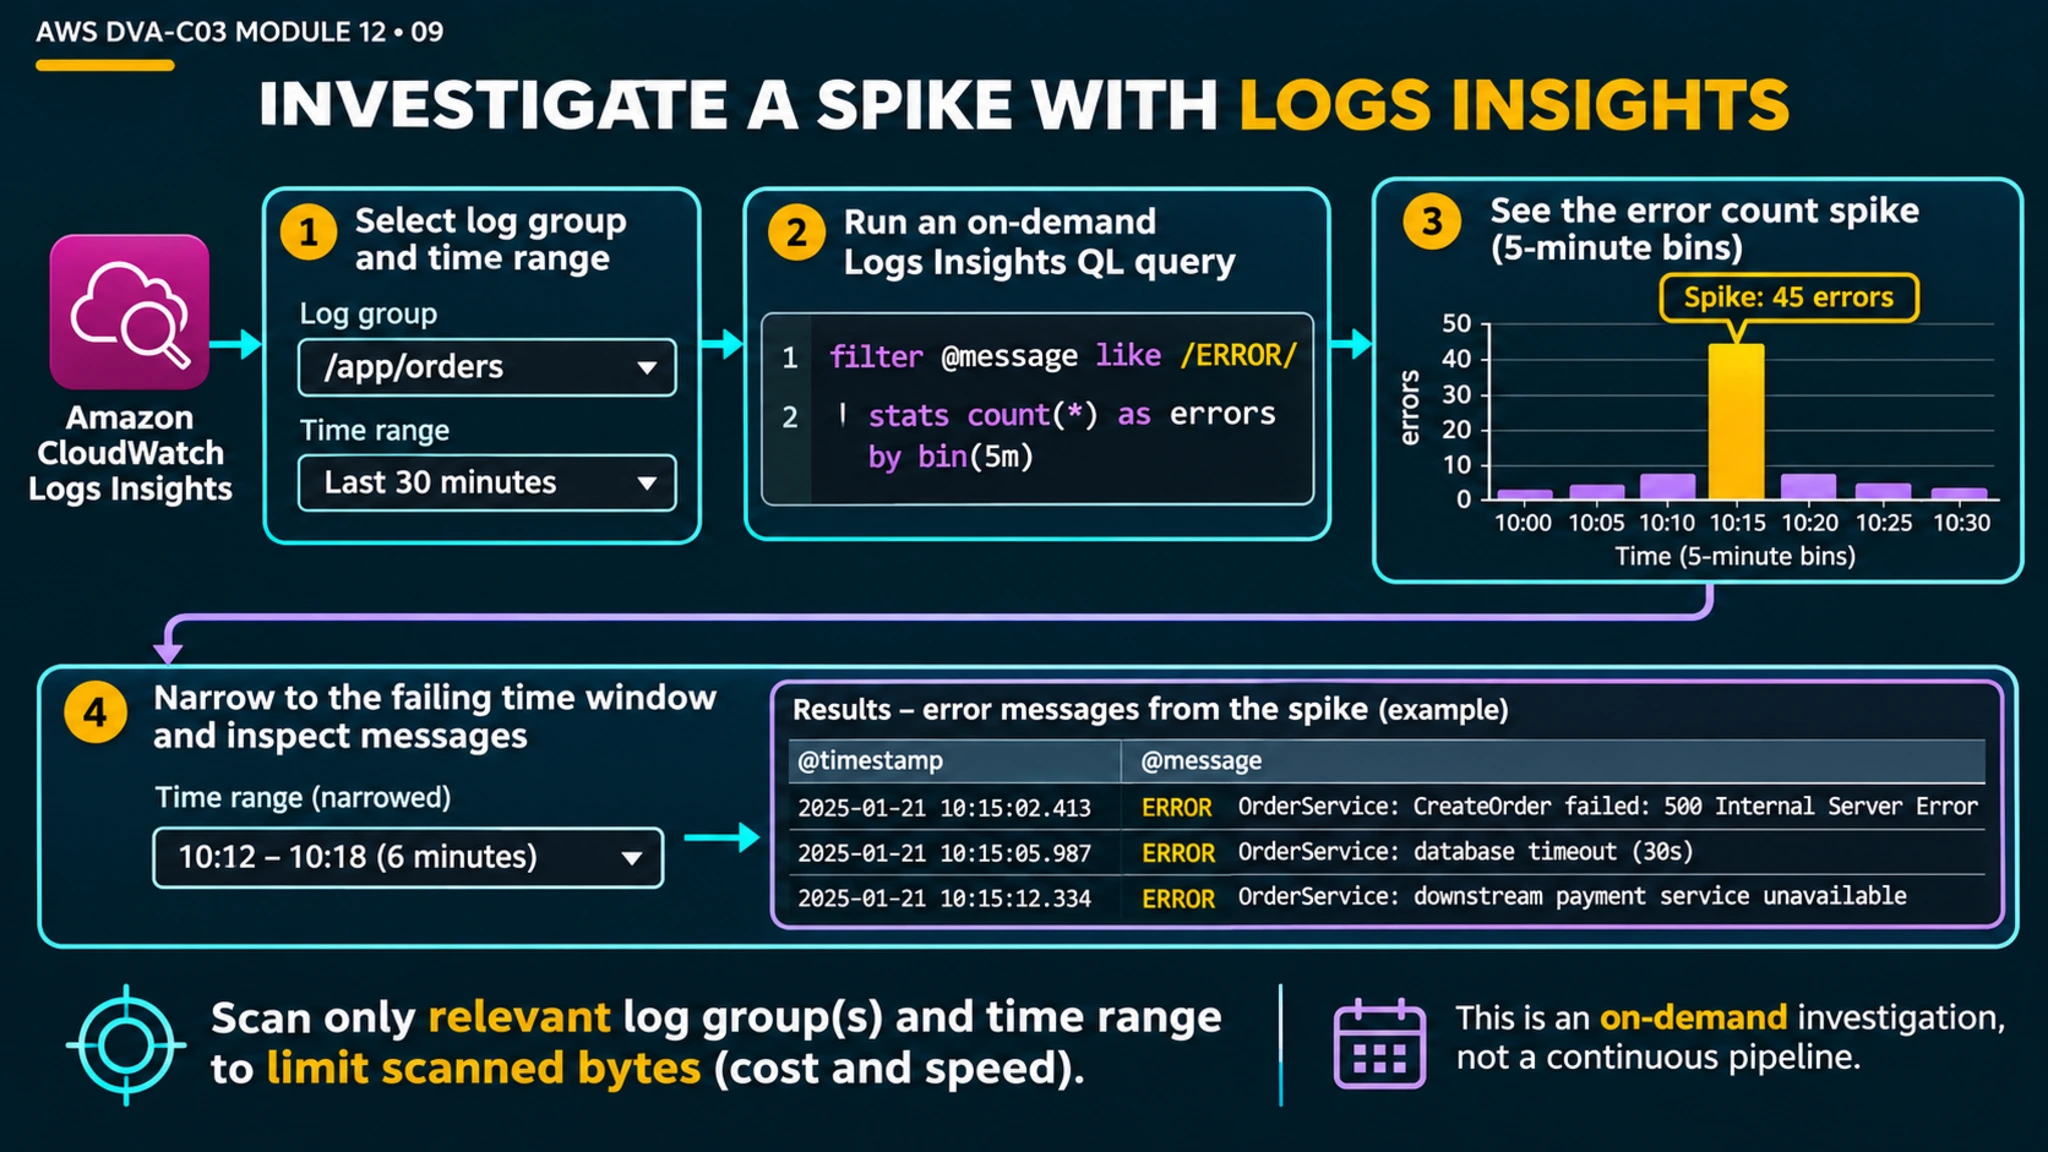 AWS DVA-C03 MODULE 12 • 09
INVESTIGATE A SPIKE WITH LOGS INSIGHTS
Amazon
CloudWatch
Logs Insights
1
Select log group
and time range
Log group
/app/orders
Time range
Last 30 minutes
2
Run an on-demand
Logs Insights QL query
1 filter @message like /ERROR/
2 | stats count(*) as errors
by bin(5m)
3
See the error count spike
(5-minute bins)
Spike: 45 errors
errors
50
40
30
20
10
0
10:00 10:05 10:10 10:15 10:20 10:25 10:30
Time (5-minute bins)
4
Narrow to the failing time window
and inspect messages
Time range (narrowed)
10:12 – 10:18 (6 minutes)
Results – error messages from the spike (example)
@timestamp @message
2025-01-21 10:15:02.413 ERROR OrderService: CreateOrder failed: 500 Internal Server Error
2025-01-21 10:15:05.987 ERROR OrderService: database timeout (30s)
2025-01-21 10:15:12.334 ERROR OrderService: downstream payment service unavailable
Scan only relevant log group(s) and time range
to limit scanned bytes (cost and speed).
This is an on-demand investigation,
not a continuous pipeline.